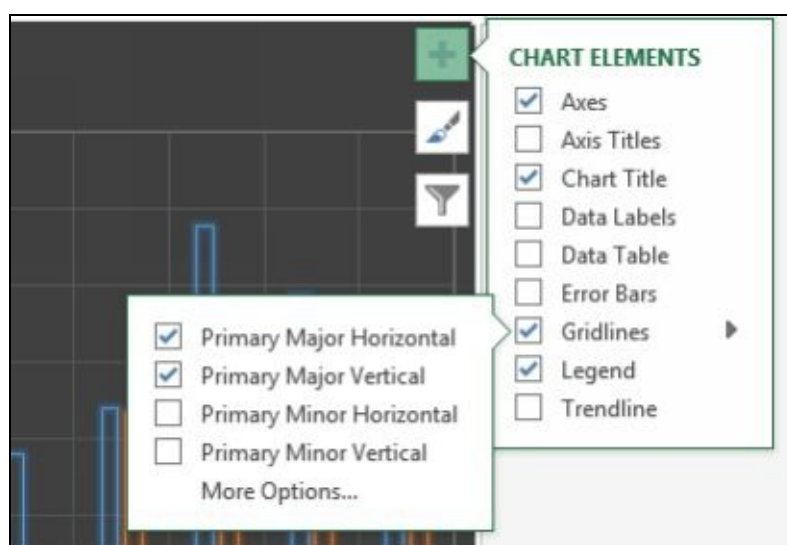 CHART ELEMENTS
Axes
Axis Titles
Chart Title
Data Labels
Data Table
Error Bars
Gridlines
Legend
Trendline
Primary Major Horizontal
Primary Major Vertical
Primary Minor Horizontal
Primary Minor Vertical
More Options...